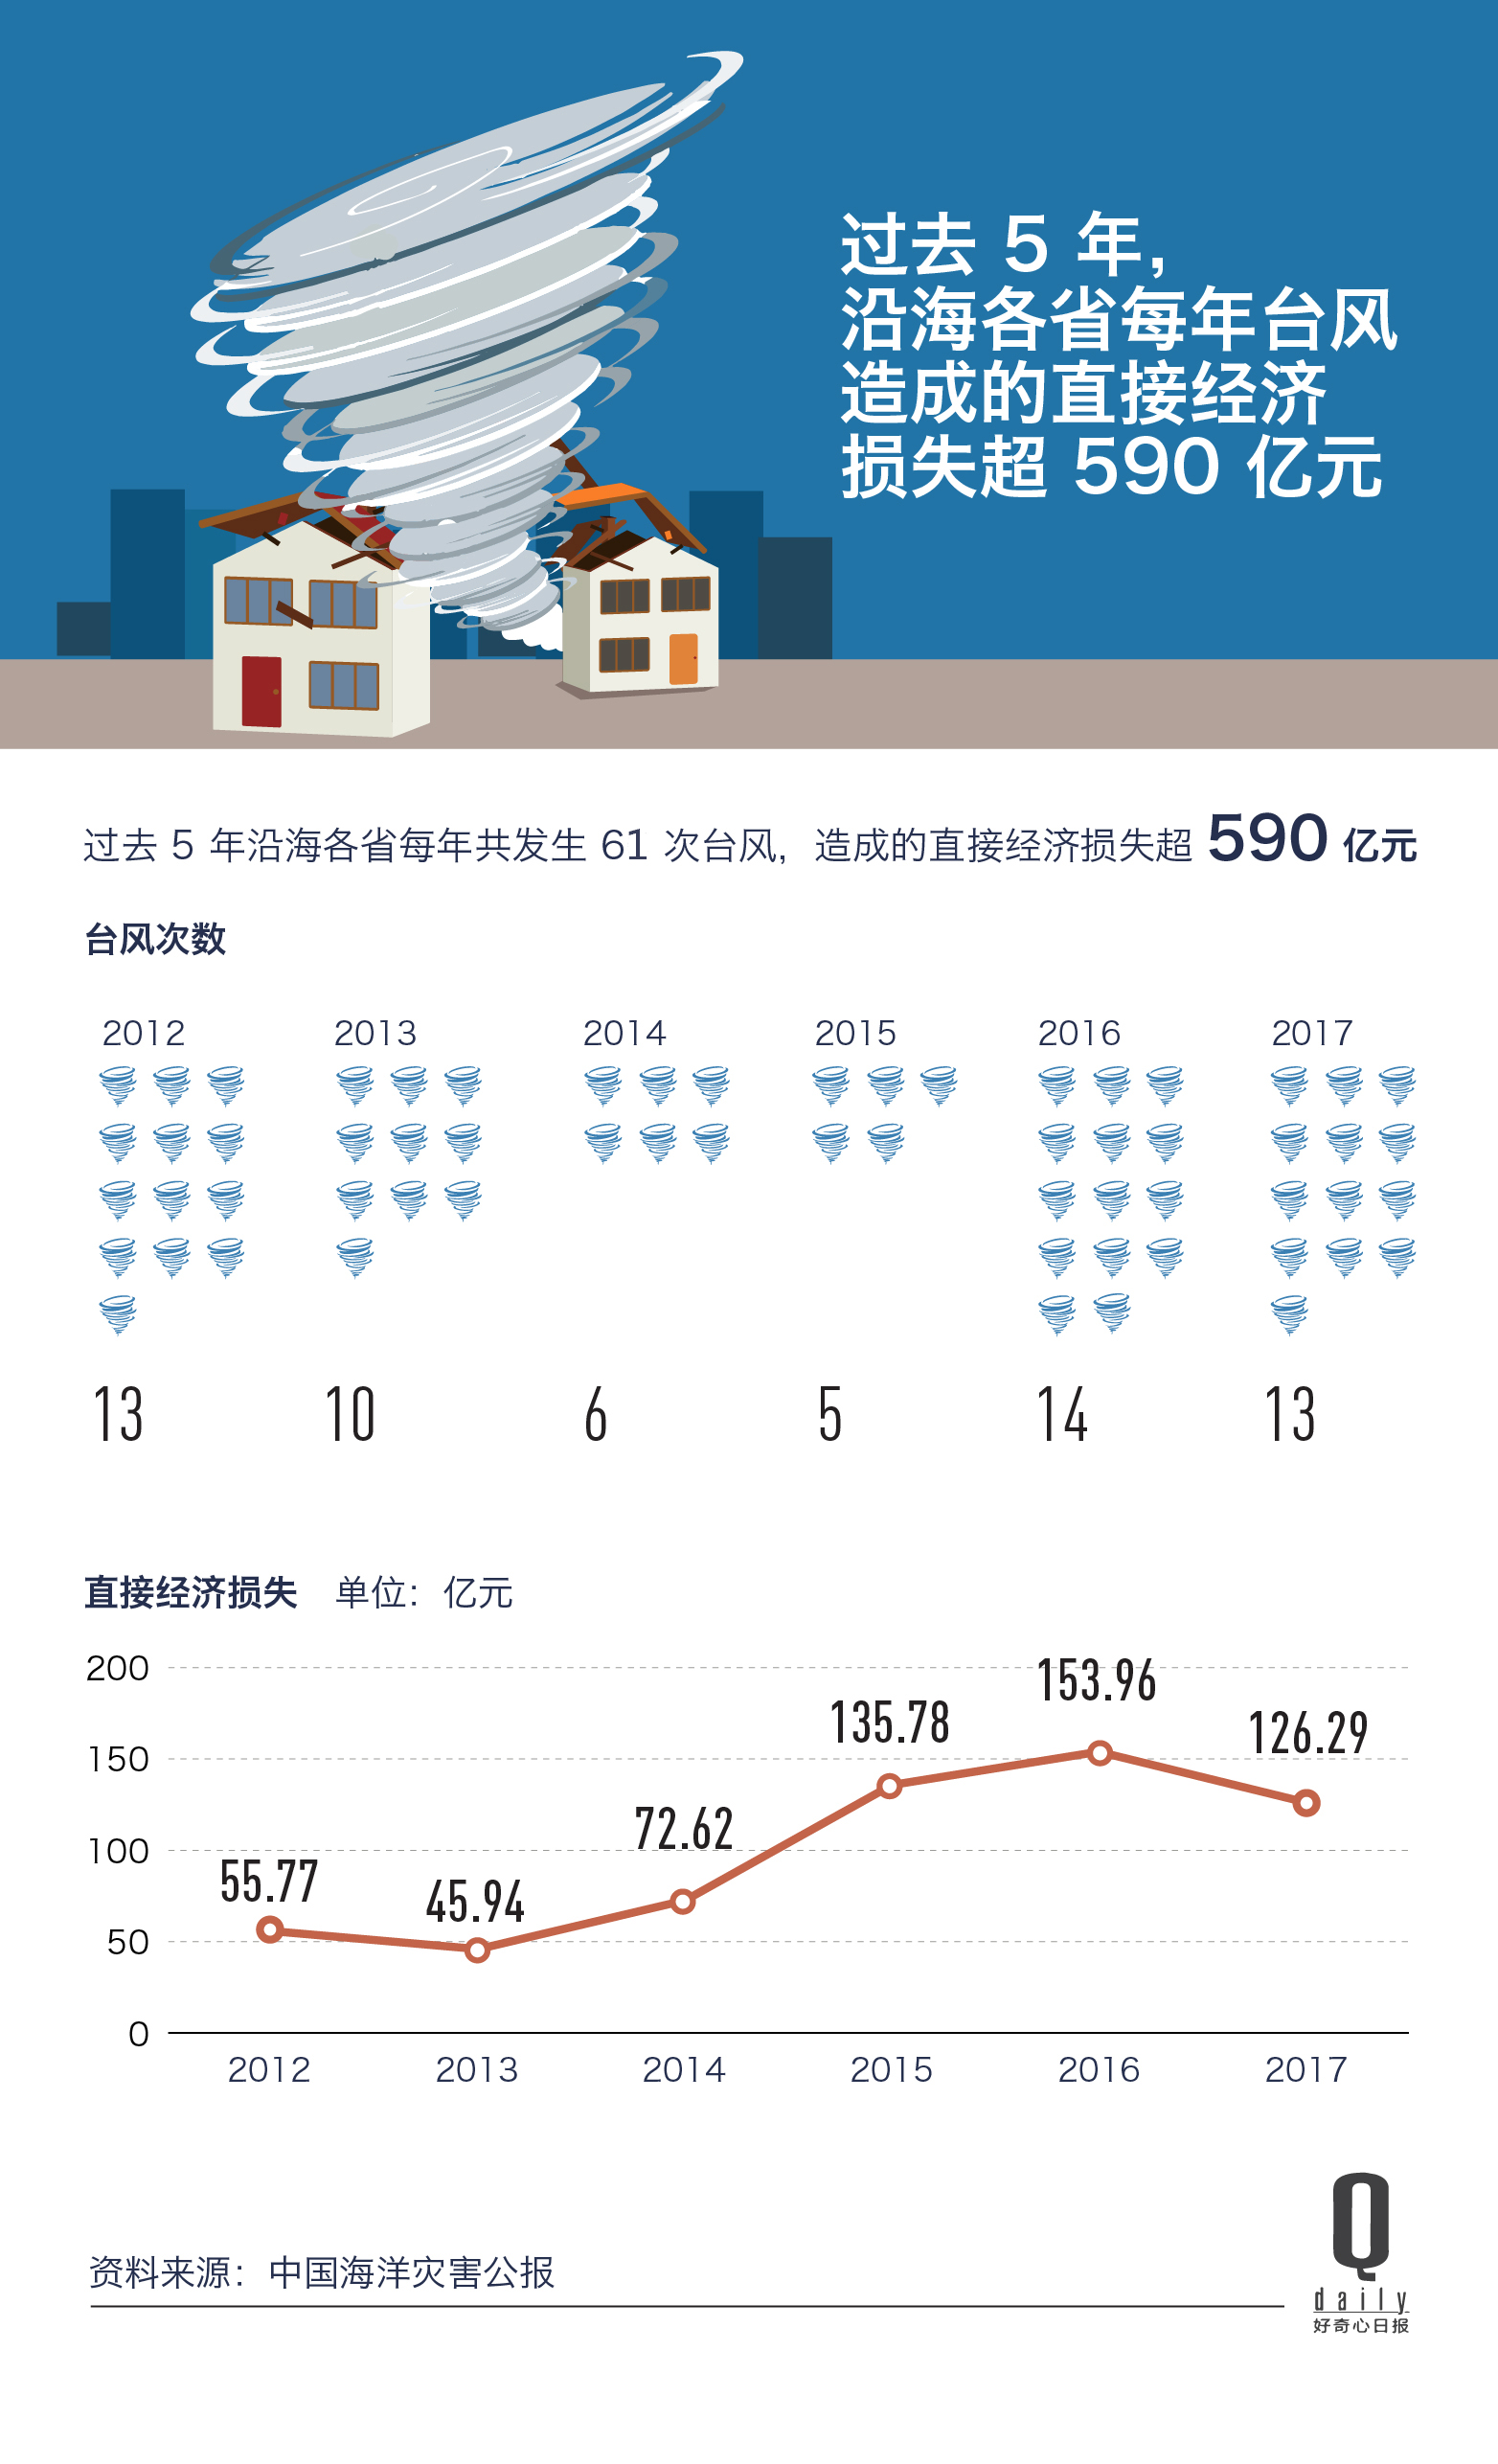 过去 5 年，
沿海各省每年台风
造成的直接经济
损失超 590 亿元
过去 5 年沿海各省每年共发生 61 次台风，造成的直接经济损失超 590 亿元
台风次数
2012 2013 2014 2015 2016 2017
13 10 6 5 14 13
直接经济损失 单位：亿元
200
153.96
135.78
126.29
150
72.62
100
55.77
45.94
50
0
2012 2013 2014 2015 2016 2017
资料来源：中国海洋灾害公报
Q
daily
好奇心日报